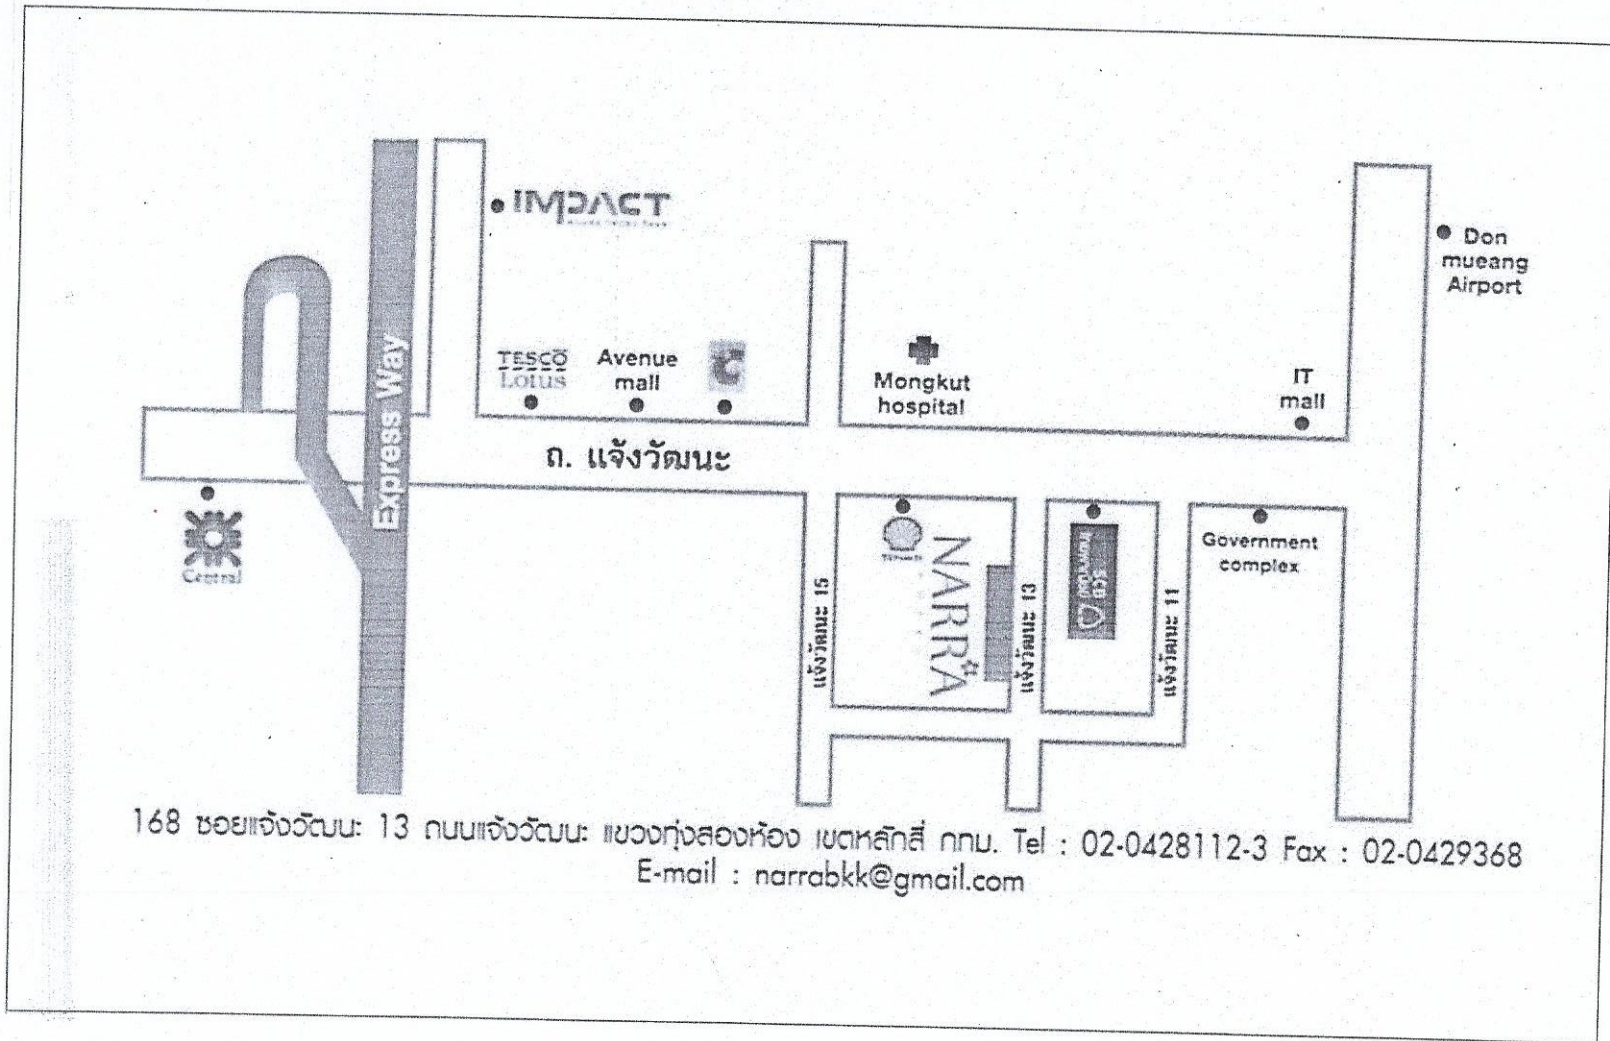 IMPACT
Don
mueang
Airport
TESCO
Lotus
Avenue
mall
Mongkut
hospital
IT
mall
Express Way
ถ. แจ้งวัฒนะ
Central
NARRA
แจ้งวัฒนะ 15
แจ้งวัฒนะ 13
SCB
แจ้งวัฒนะ 11
Government
complex
168 ซอยแจ้งวัฒนะ 13 ถนนแจ้งวัฒนะ แขวงทุ่งสองห้อง เขตหลักสี่ กทม. Tel : 02-0428112-3 Fax : 02-0429368
E-mail : narrabkk@gmail.com